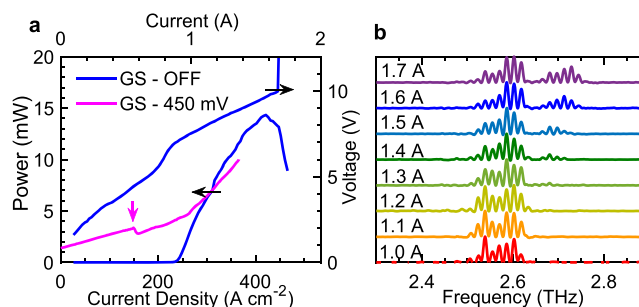 Current (A)
a
0
1
2
b
20
15
10
5
0
Power (mW)
GS - OFF
GS - 450 mV
10
5
0
Voltage (V)
0
200
400
Current Density (A cm⁻²)
1.7 A
1.6 A
1.5 A
1.4 A
1.3 A
1.2 A
1.1 A
1.0 A
2.4
2.6
2.8
Frequency (THz)